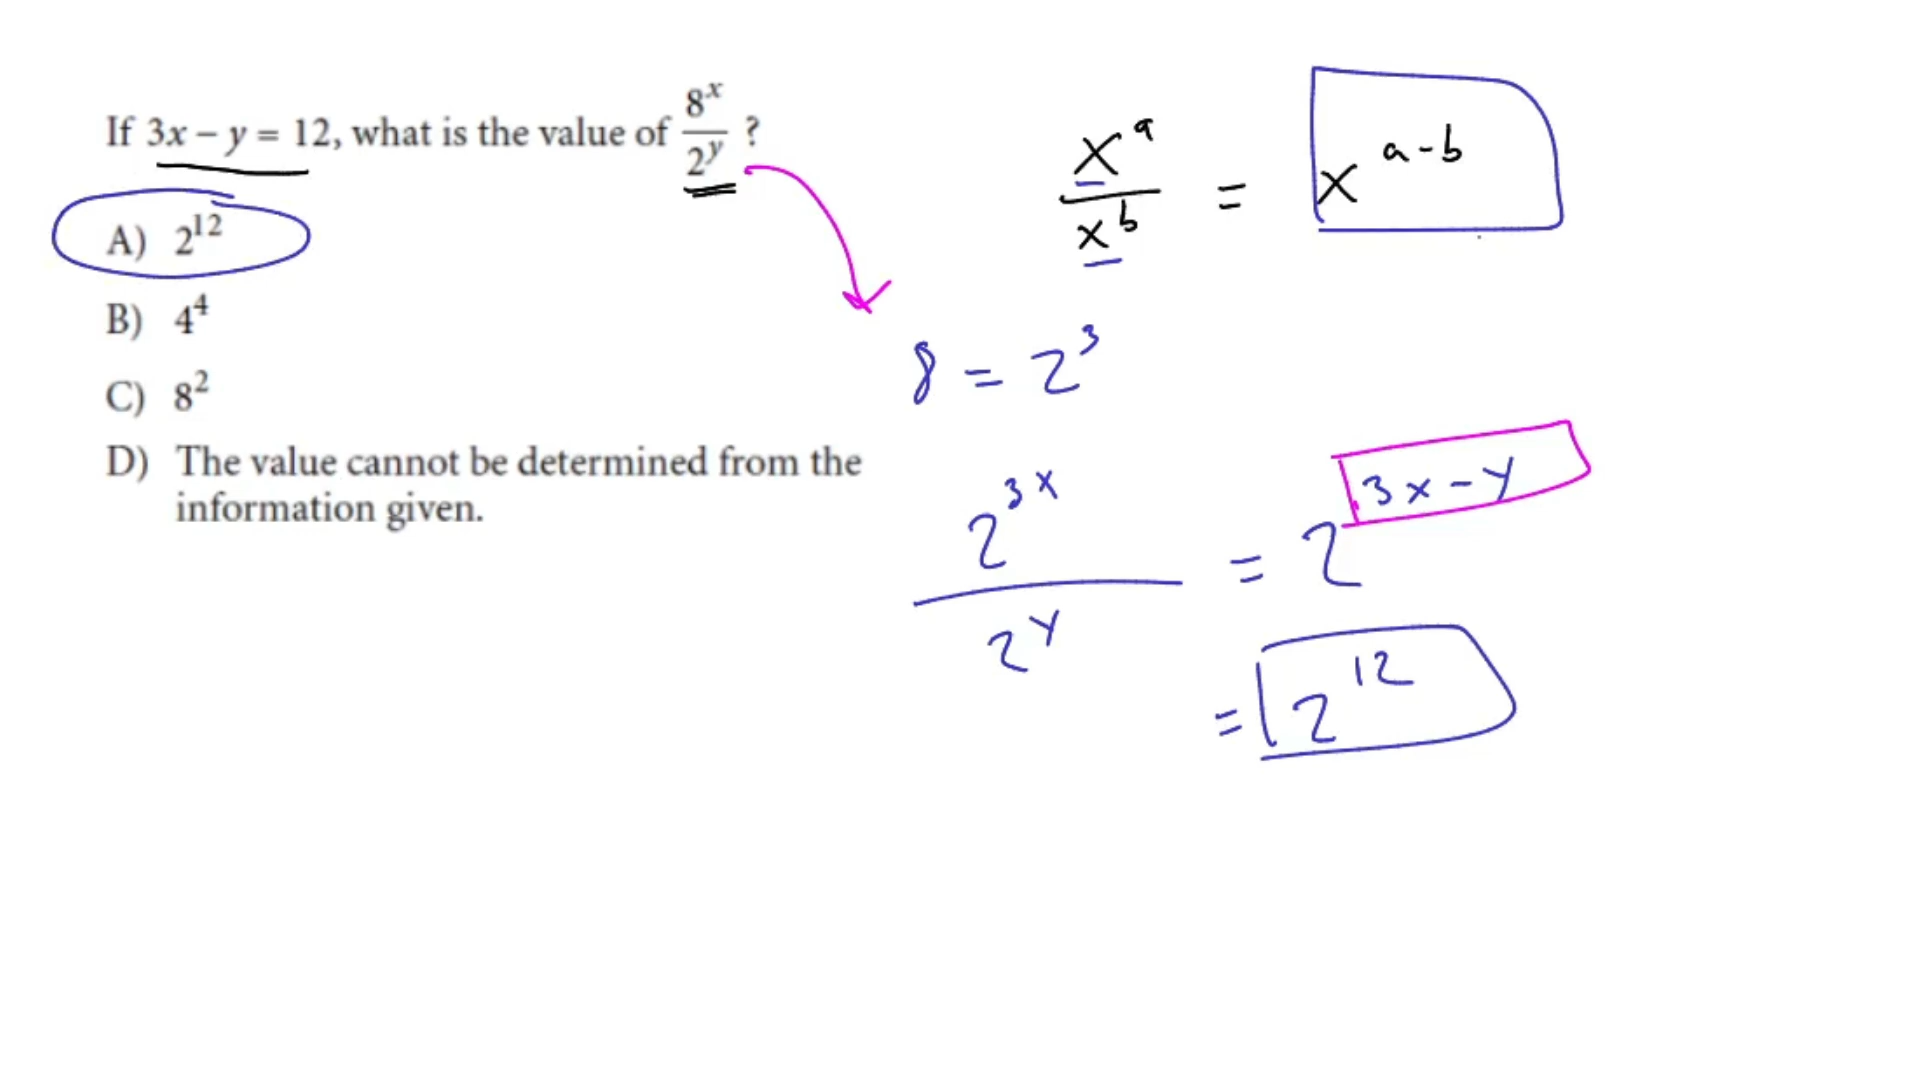 If 3x – y = 12, what is the value of 8^x/2^y ?
A) 2^12
B) 4^4
C) 8^2
D) The value cannot be determined from the
information given.
x^a/x^b = x^(a-b)
8 = 2^3
2^(3x)/2^y = 2^(3x-y)
= 2^12